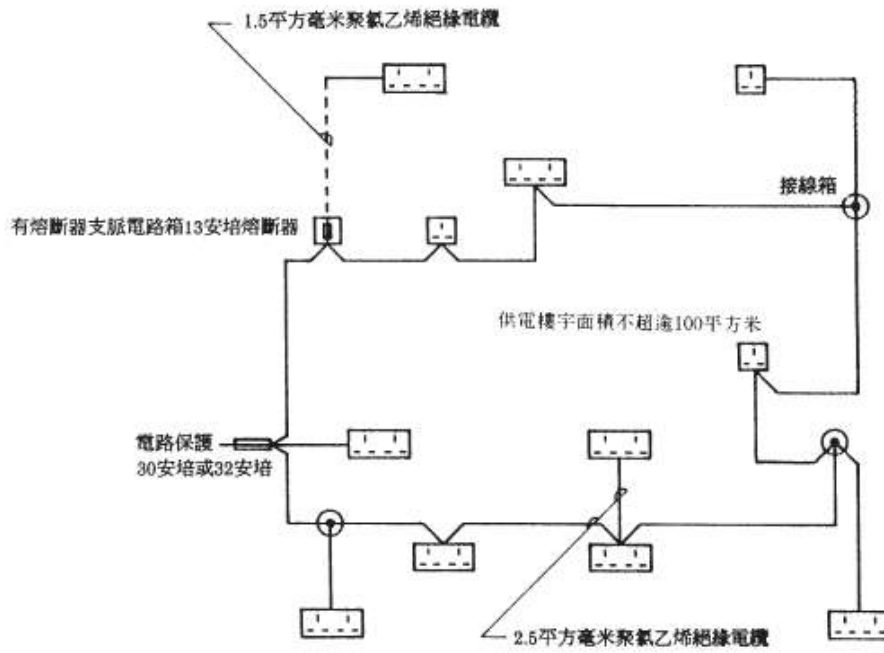 1.5平方毫米聚氯乙烯絕緣電纜
接線箱
有熔斷器支脈電路箱13安培熔斷器
供電樓宇面積不超逾100平方米
電路保護
30安培或32安培
2.5平方毫米聚氯乙烯絕緣電纜